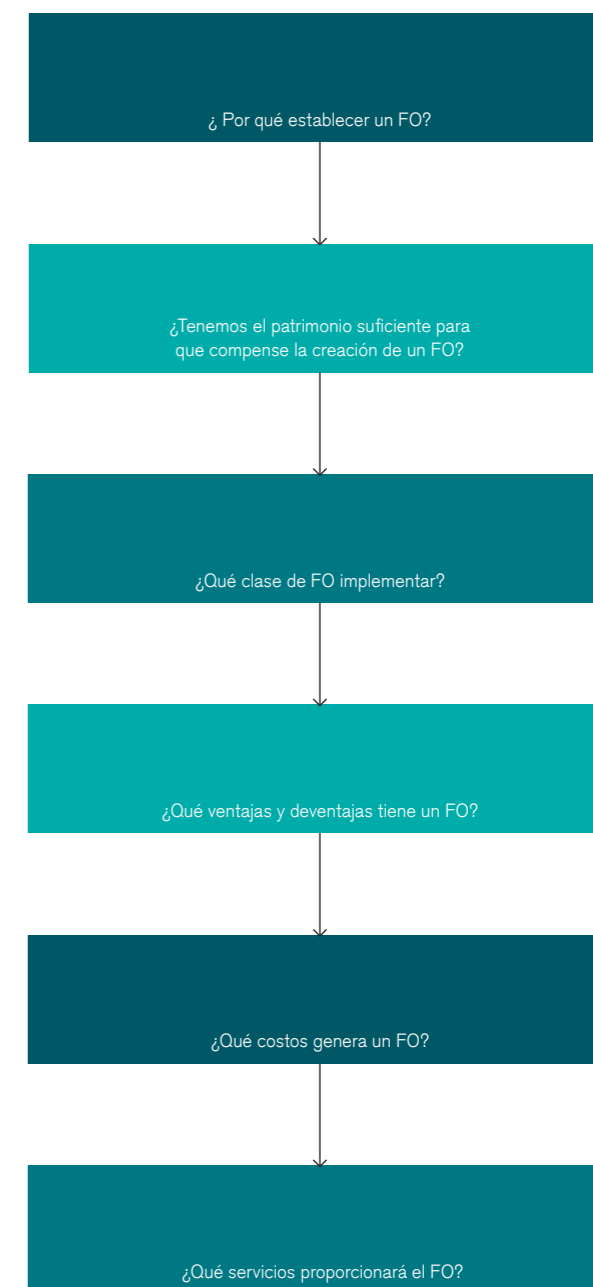 ¿ Por qué establecer un FO?
¿Tenemos el patrimonio suficiente para
que compense la creación de un FO?
¿Qué clase de FO implementar?
¿Qué ventajas y deventajas tiene un FO?
¿Qué costos genera un FO?
¿Qué servicios proporcionará el FO?